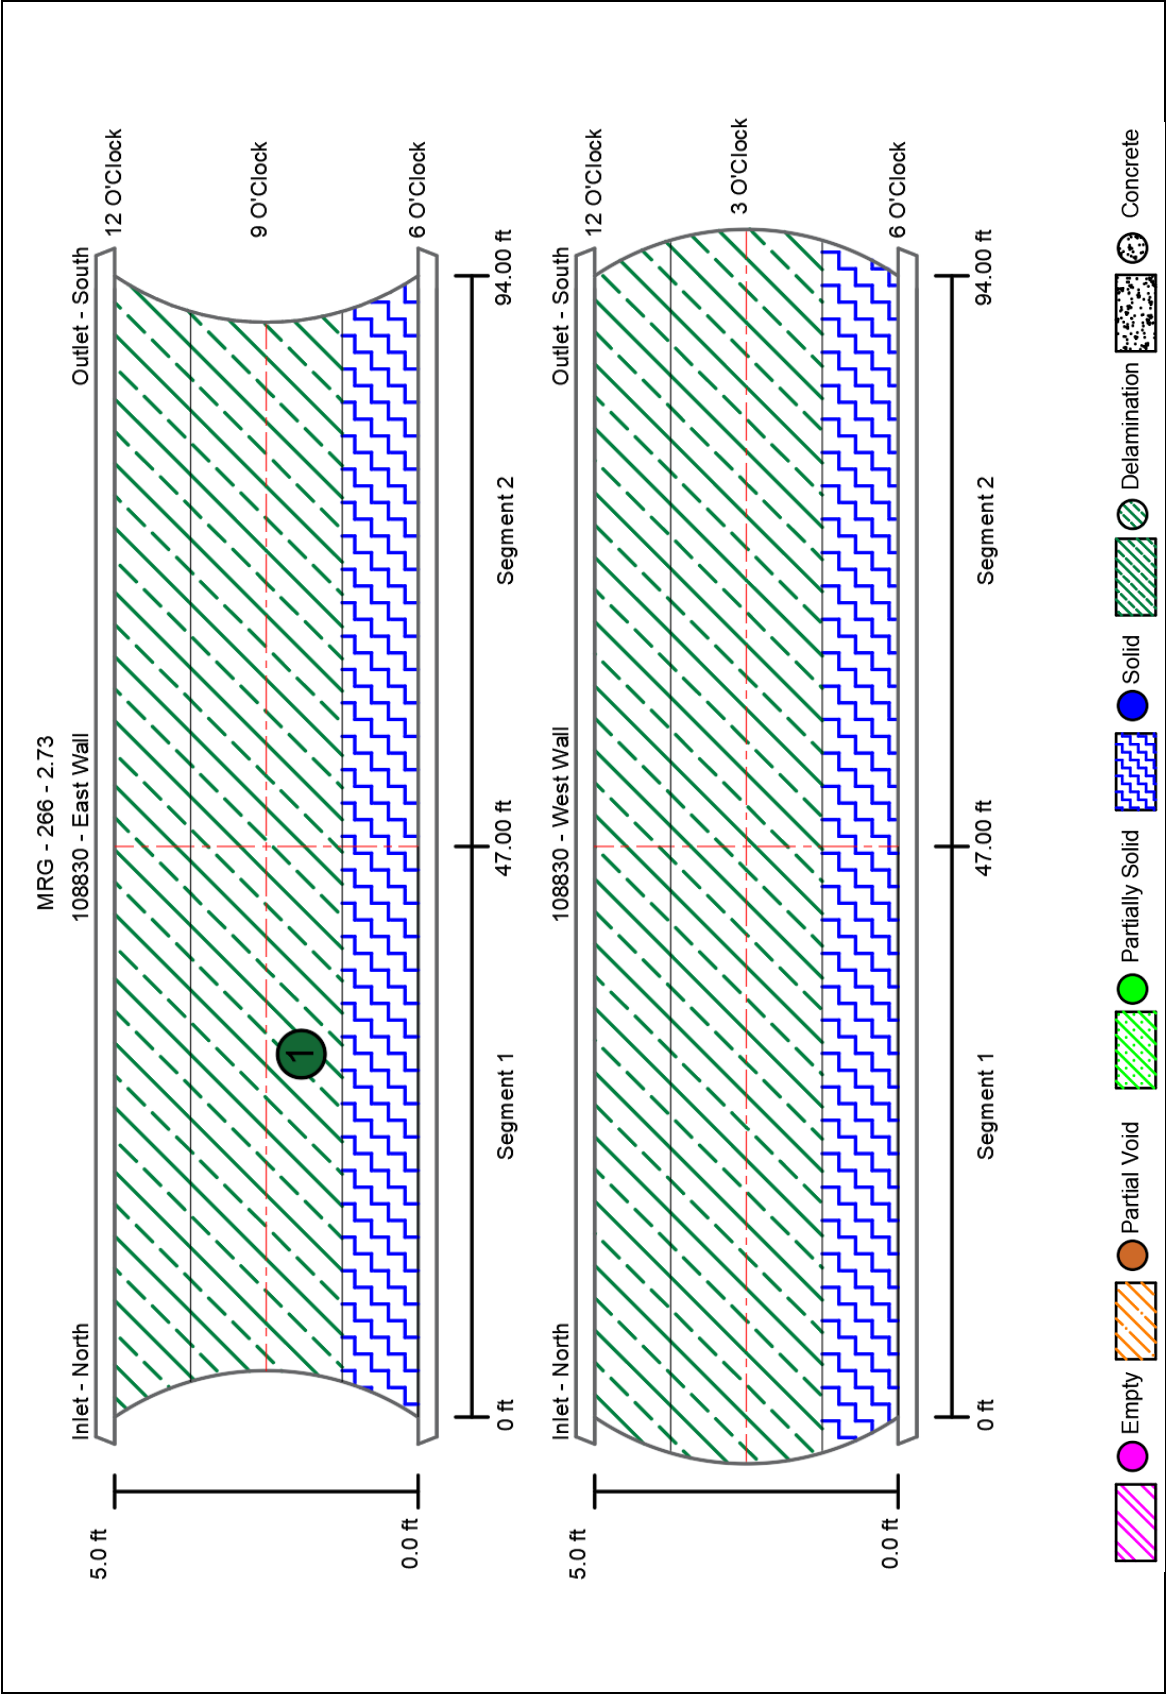 MRG - 266 - 2.73
Inlet - North 108830 - East Wall Outlet - South
5.0 ft 12 O'Clock
9 O'Clock
1
0.0 ft 6 O'Clock
0 ft 47.00 ft 94.00 ft
Segment 1 Segment 2
Inlet - North 108830 - West Wall Outlet - South
5.0 ft 12 O'Clock
3 O'Clock
0.0 ft 6 O'Clock
0 ft 47.00 ft 94.00 ft
Segment 1 Segment 2
Empty Partial Void Partially Solid Solid Delamination Concrete